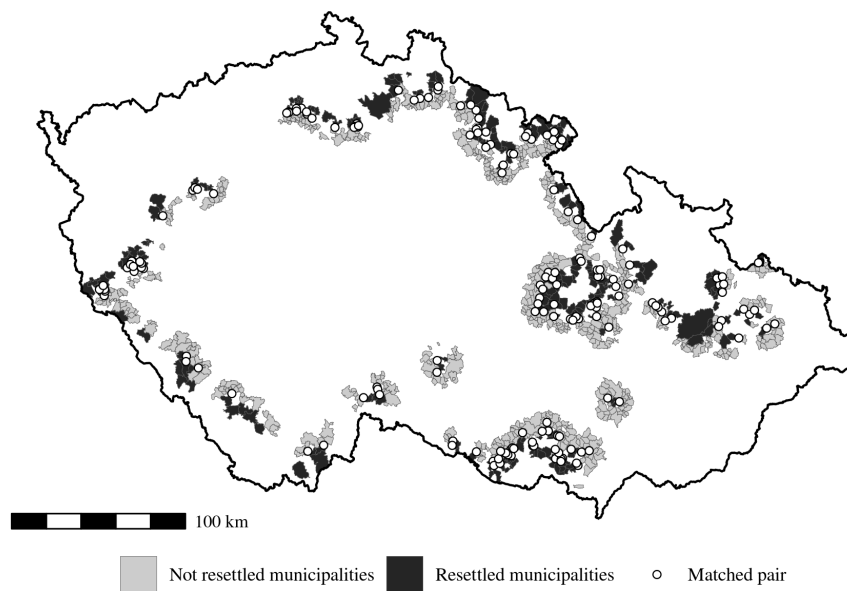 100 km
Not resettled municipalities
Resettled municipalities
Matched pair